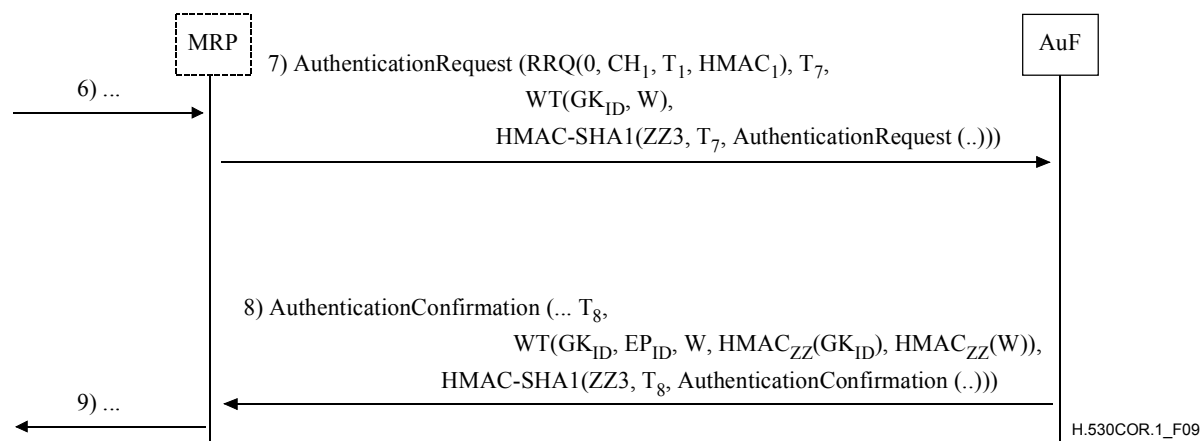 MRP
AuF
7) AuthenticationRequest (RRQ(0, CH1, T1, HMAC1), T7,
6) ...
WT(GKID, W),
HMAC-SHA1(ZZ3, T7, AuthenticationRequest (..)))
8) AuthenticationConfirmation (... T8,
WT(GKID, EPID, W, HMACZZ(GKID), HMACZZ(W)),
HMAC-SHA1(ZZ3, T8, AuthenticationConfirmation (..)))
9) ...
H.530COR.1_F09